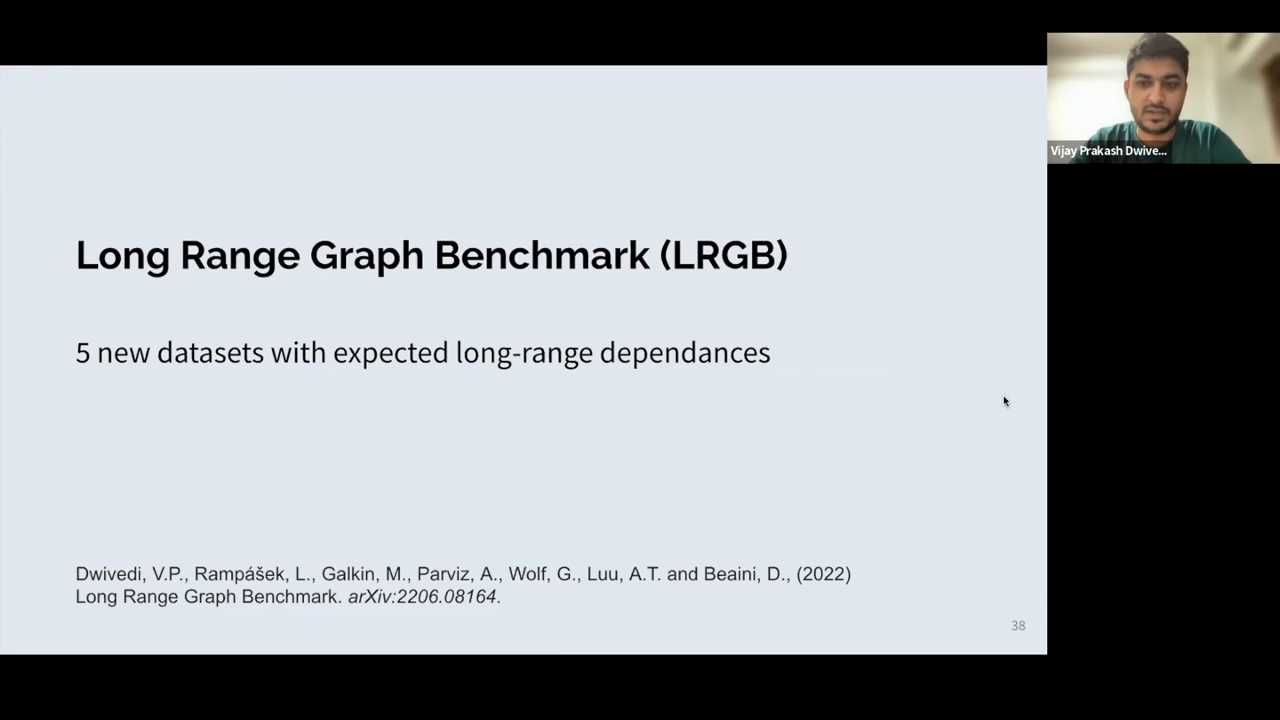 Long Range Graph Benchmark (LRGB)
5 new datasets with expected long-range dependances
Dwivedi, V.P., Rampášek, L., Galkin, M., Parviz, A., Wolf, G., Luu, A.T. and Beaini, D., (2022)
Long Range Graph Benchmark. arXiv:2206.08164.
38
Vijay Prakash Dwive...